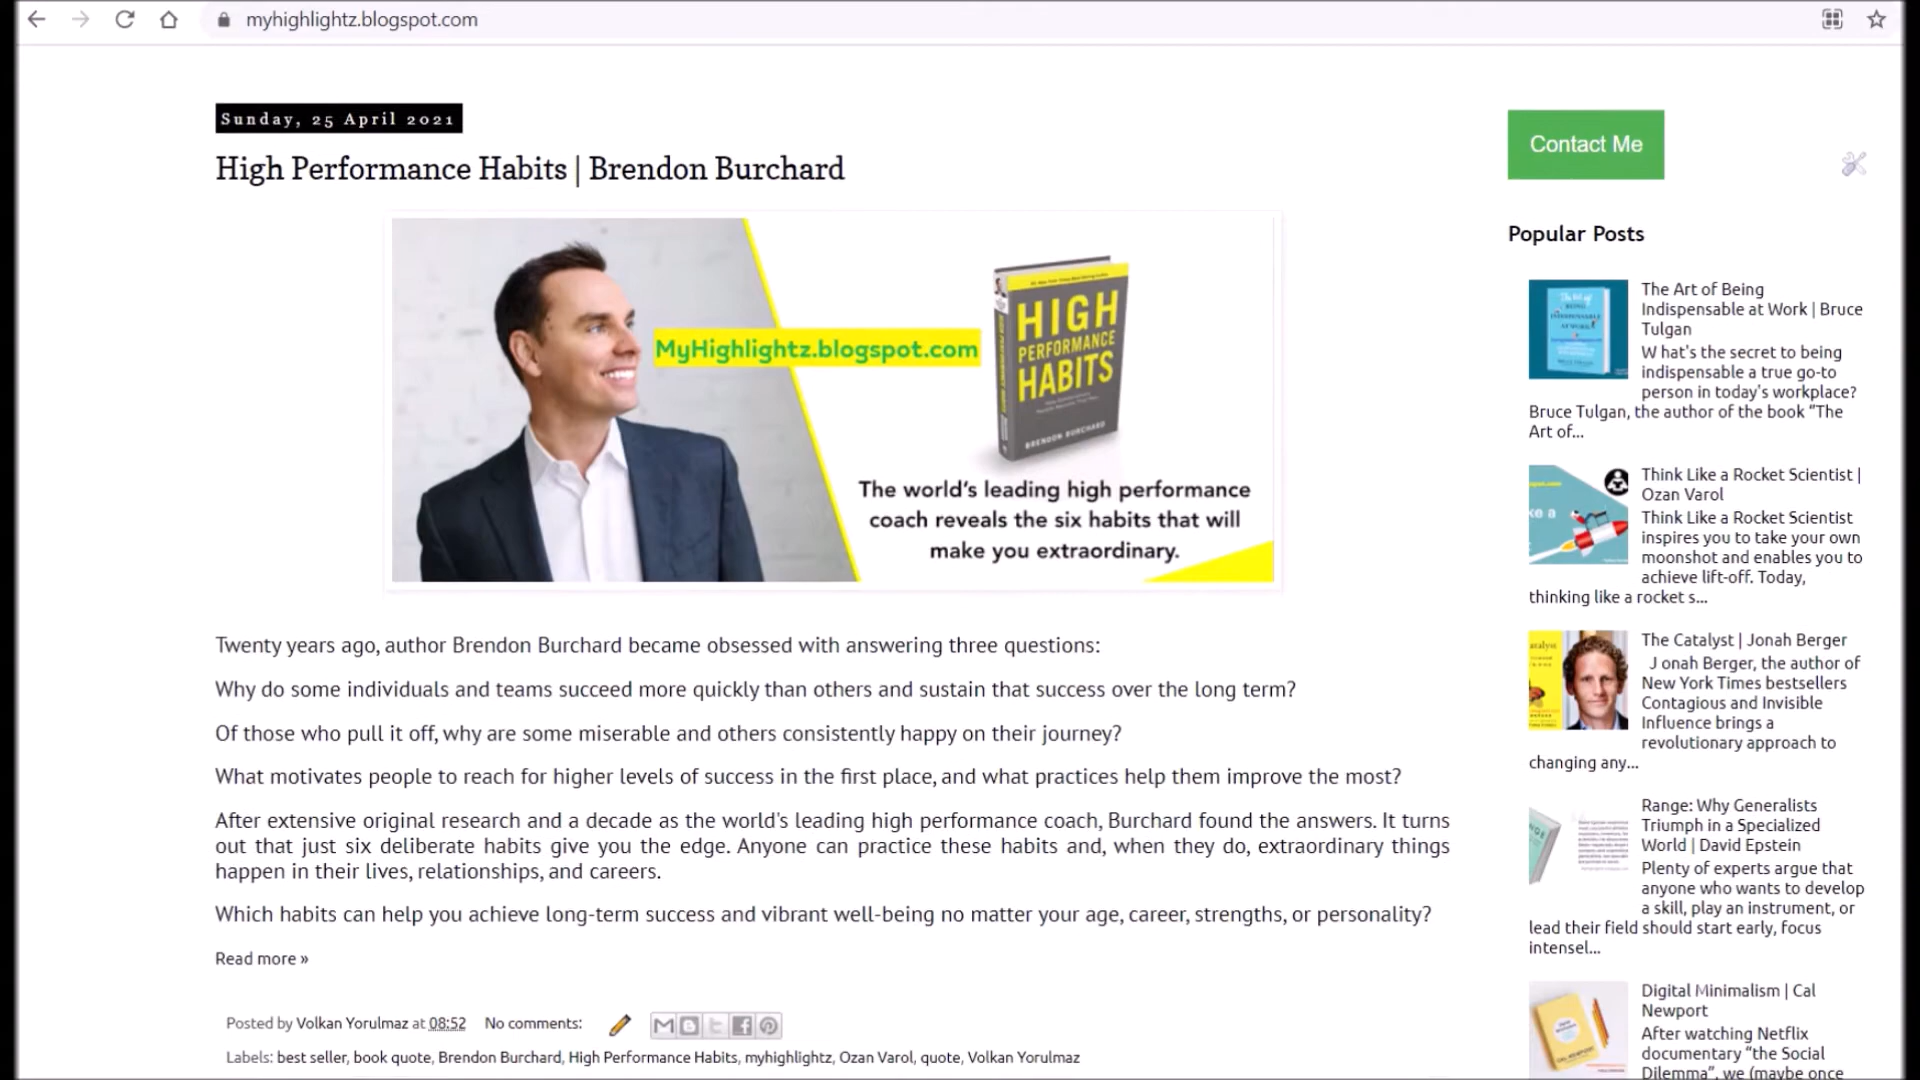 myhighlightz.blogspot.com
Sunday, 25 April 2021
High Performance Habits | Brendon Burchard
MyHighlightz.blogspot.com
HIGH
PERFORMANCE
HABITS
BRENDON BURCHARD
The world's leading high performance
coach reveals the six habits that will
make you extraordinary.
Twenty years ago, author Brendon Burchard became obsessed with answering three questions:
Why do some individuals and teams succeed more quickly than others and sustain that success over the long term?
Of those who pull it off, why are some miserable and others consistently happy on their journey?
What motivates people to reach for higher levels of success in the first place, and what practices help them improve the most?
After extensive original research and a decade as the world's leading high performance coach, Burchard found the answers. It turns
out that just six deliberate habits give you the edge. Anyone can practice these habits and, when they do, extraordinary things
happen in their lives, relationships, and careers.
Which habits can help you achieve long-term success and vibrant well-being no matter your age, career, strengths, or personality?
Read more »
Posted by Volkan Yorulmaz at 08:52 No comments:
Labels: best seller, book quote, Brendon Burchard, High Performance Habits, myhighlightz, Ozan Varol, quote, Volkan Yorulmaz
Contact Me
Popular Posts
The Art of Being
Indispensable at Work | Bruce
Tulgan
W hat's the secret to being
indispensable a true go-to
person in today's workplace?
Bruce Tulgan, the author of the book "The
Art of...
Think Like a Rocket Scientist |
Ozan Varol
Think Like a Rocket Scientist
inspires you to take your own
moonshot and enables you to
achieve lift-off. Today,
thinking like a rocket s...
The Catalyst | Jonah Berger
J onah Berger, the author of
New York Times bestsellers
Contagious and Invisible
Influence brings a
revolutionary approach to
changing any...
Range: Why Generalists
Triumph in a Specialized
World | David Epstein
Plenty of experts argue that
anyone who wants to develop
a skill, play an instrument, or
lead their field should start early, focus
intensel...
Digital Minimalism | Cal
Newport
After watching Netflix
documentary "the Social
Dilemma", we (maybe once